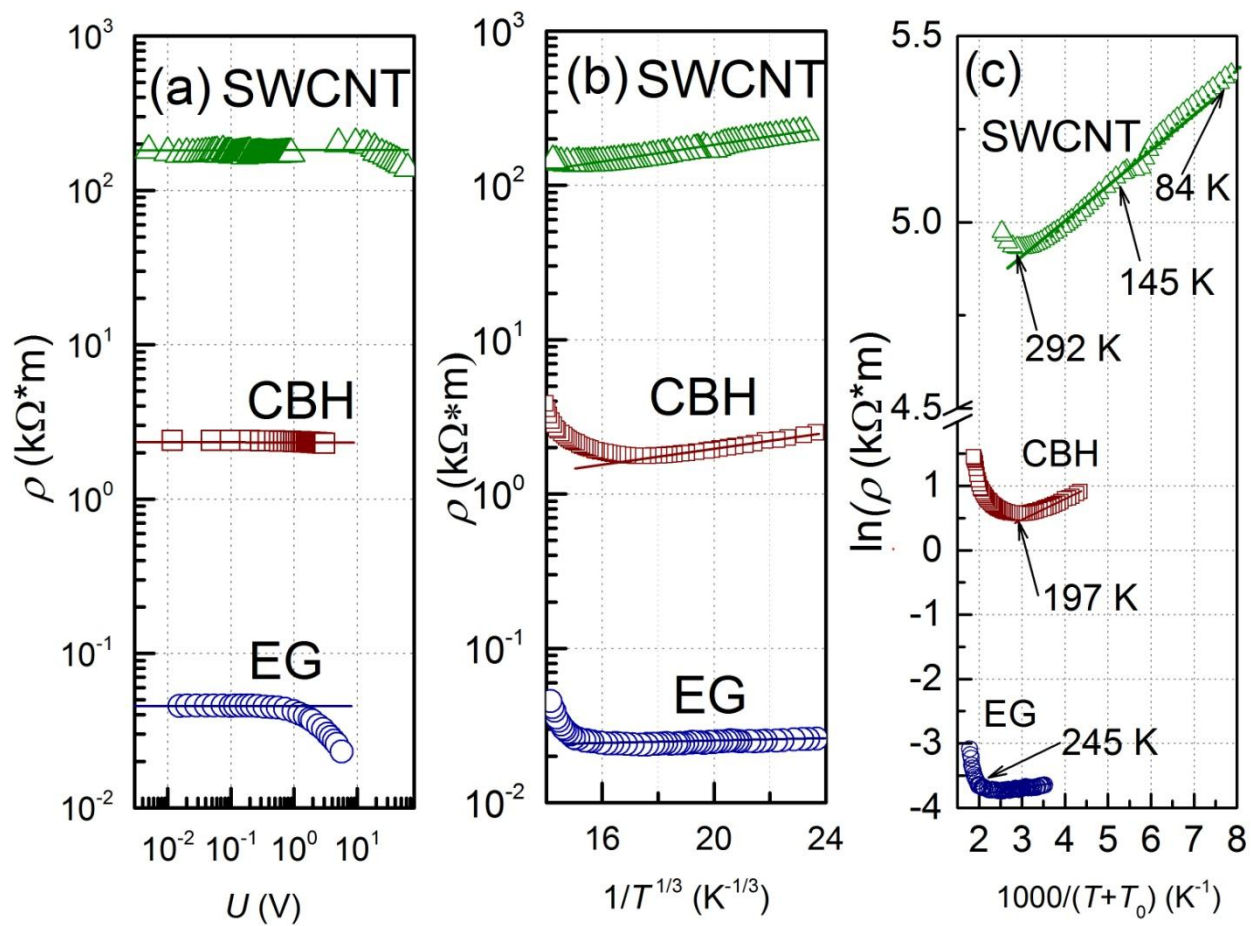 (a) SWCNT
CBH
EG
10³
10²
10¹
10⁰
10⁻¹
10⁻²
ρ (kΩ*m)
10⁻² 10⁻¹ 10⁰ 10¹
U (V)
(b) SWCNT
CBH
EG
10³
10²
10¹
10⁰
10⁻¹
10⁻²
ρ (kΩ*m)
16 20 24
1/T ^1/3 (K^-1/3)
(c)
SWCNT
84 K
145 K
292 K
CBH
197 K
EG
245 K
5.5
5.0
4.5
1
0
-1
-2
-3
-4
ln(ρ (kΩ*m)
2 3 4 5 6 7 8
1000/(T+T₀) (K⁻¹)